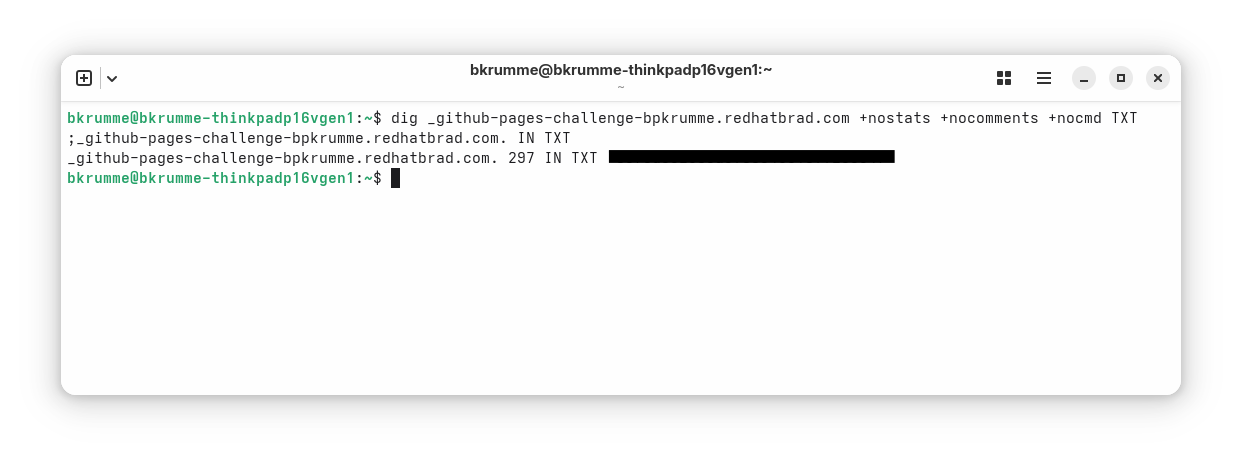 bkrumme@bkrumme-thinkpadp16vgen1:~
~
bkrumme@bkrumme-thinkpadp16vgen1:~$ dig _github-pages-challenge-bpkrumme.redhatbrad.com +nostats +nocomments +nocmd TXT
;_github-pages-challenge-bpkrumme.redhatbrad.com. IN TXT
_github-pages-challenge-bpkrumme.redhatbrad.com. 297 IN TXT
bkrumme@bkrumme-thinkpadp16vgen1:~$